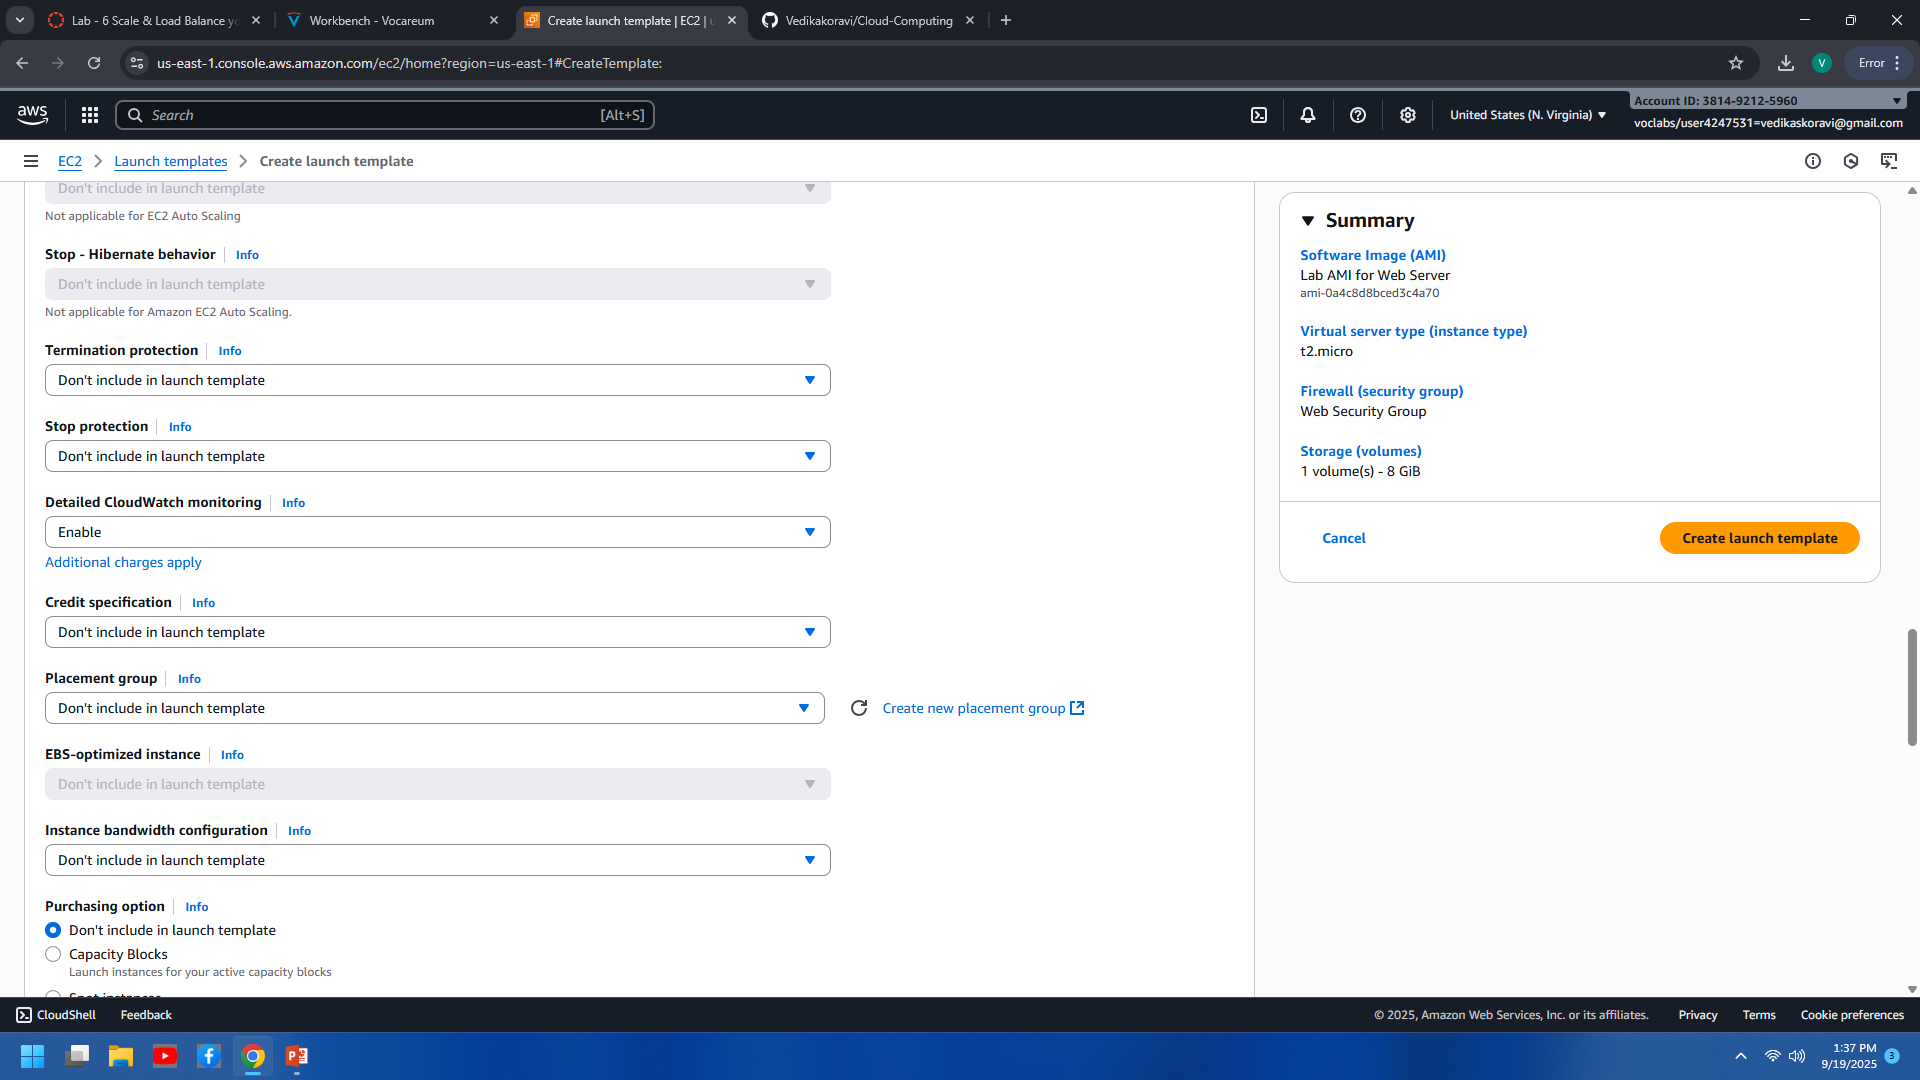 Lab - 6 Scale & Load Balance yo
Workbench - Vocareum
Create launch template | EC2 | u
Vedikakoravi/Cloud-Computing
us-east-1.console.aws.amazon.com/ec2/home?region=us-east-1#CreateTemplate:
V
Error
aws
Search
[Alt+S]
United States (N. Virginia)
Account ID: 3814-9212-5960
voclabs/user4247531=vedikaskoravi@gmail.com
EC2
Launch templates
Create launch template
Don't include in launch template
Not applicable for EC2 Auto Scaling
Stop - Hibernate behavior
Info
Don't include in launch template
Not applicable for Amazon EC2 Auto Scaling.
Termination protection
Info
Don't include in launch template
Stop protection
Info
Don't include in launch template
Detailed CloudWatch monitoring
Info
Enable
Additional charges apply
Credit specification
Info
Don't include in launch template
Placement group
Info
Don't include in launch template
Create new placement group
EBS-optimized instance
Info
Don't include in launch template
Instance bandwidth configuration
Info
Don't include in launch template
Purchasing option
Info
Don't include in launch template
Capacity Blocks
Launch instances for your active capacity blocks
Spot instances
Summary
Software Image (AMI)
Lab AMI for Web Server
ami-0a4c8d8bced3c4a70
Virtual server type (instance type)
t2.micro
Firewall (security group)
Web Security Group
Storage (volumes)
1 volume(s) - 8 GiB
Cancel
Create launch template
CloudShell
Feedback
© 2025, Amazon Web Services, Inc. or its affiliates.
Privacy
Terms
Cookie preferences
1:37 PM
9/19/2025
3